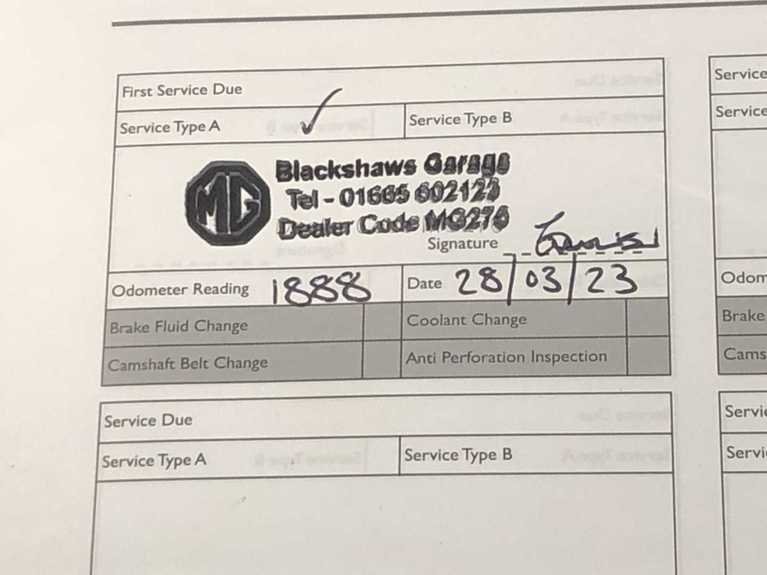 First Service Due
Service
Service Type A ✓ Service Type B
Service
MG
Blackshaws Garage
Tel - 01665 602123
Dealer Code MG276
Signature
Odometer Reading 1888 Date 28/03/23
Odom
Brake Fluid Change Coolant Change
Brake
Camshaft Belt Change Anti Perforation Inspection
Cams
Service Due
Servi
Service Type A Service Type B
Servi